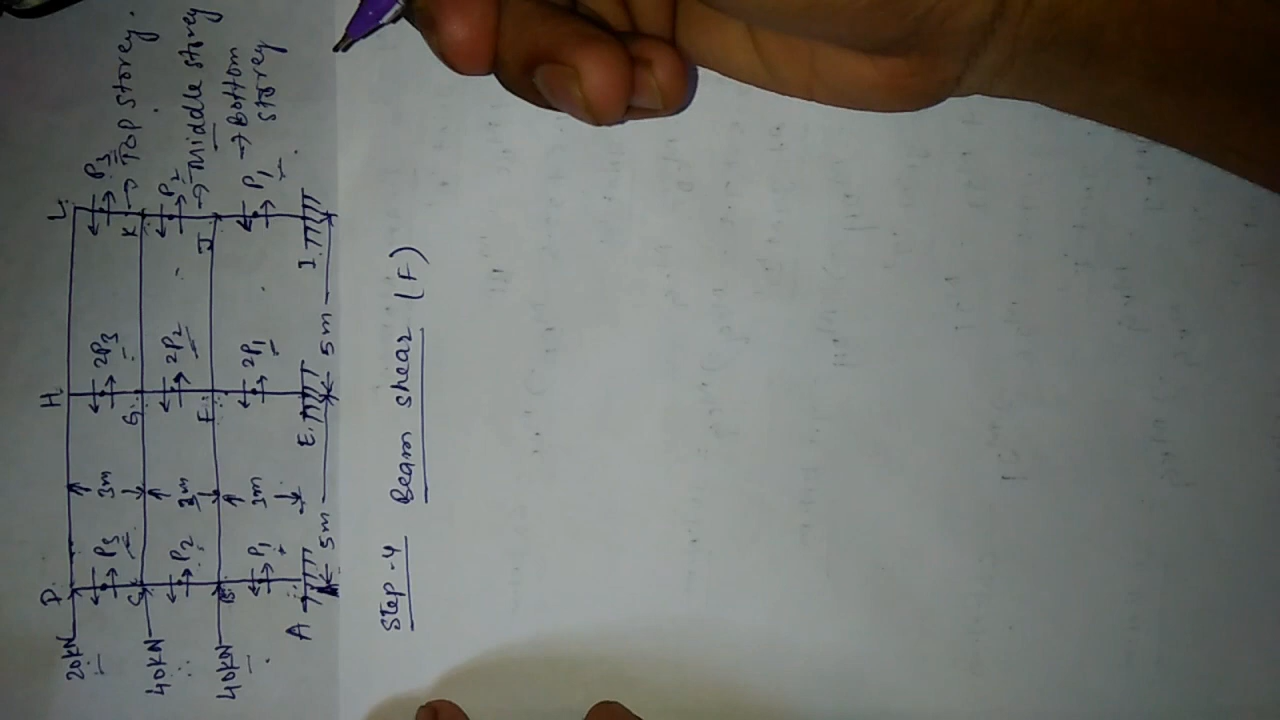 D H L
20kN P3 3m 2P3 P3 → Top storey.
C G K
40kN P2 3m 2P2 P2 → Middle storey
B F J
40kN P1 3m 2P1 P1 → Bottom
storey
A E I
5m 5m
Step-4 Beam shear (F)